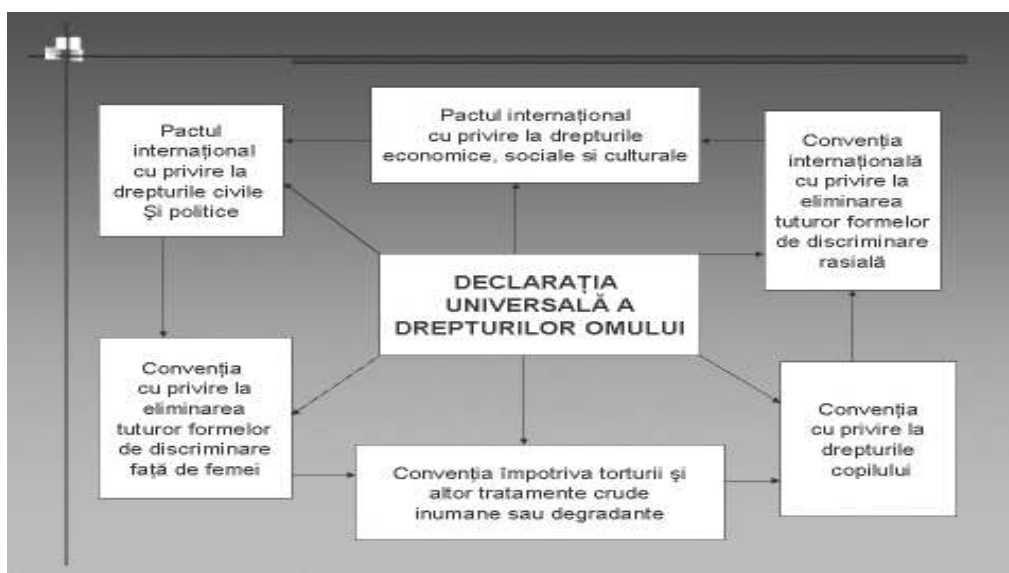 Pactul internațional
cu privire la drepturile
economice, sociale si culturale
Pactul
internațional
cu privire la
drepturile civile
Și politice
Convenția
internațională
cu privire la
eliminarea
tuturor formelor
de discriminare
rasială
DECLARAȚIA
UNIVERSALĂ A
DREPTURILOR OMULUI
Convenția
cu privire la
eliminarea
tuturor formelor
de discriminare
față de femei
Convenția împotriva torturii şi
altor tratamente crude
inumane sau degradante
Convenția
cu privire la
drepturile
copilului